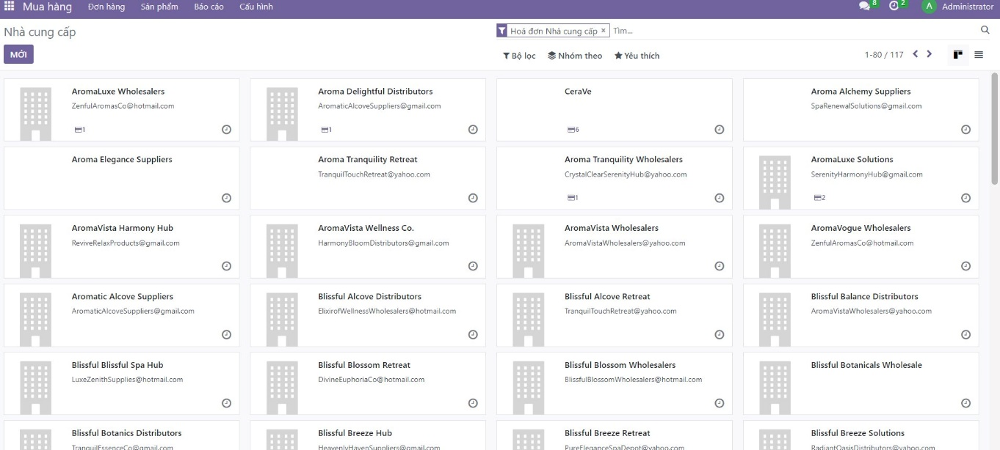 Mua hàng Đơn hàng Sản phẩm Báo cáo Cấu hình 8 2 A Administrator
Nhà cung cấp Hoá đơn Nhà cung cấp × Tìm...
MỚI Bộ lọc Nhóm theo Yêu thích 1-80 / 117
AromaLuxe Wholesalers Aroma Delightful Distributors CeraVe Aroma Alchemy Suppliers
ZenfulAromasCo@hotmail.com AromaticAlcoveSuppliers@gmail.com SpaRenewalSolutions@gmail.com
1 1 6
Aroma Elegance Suppliers Aroma Tranquility Retreat Aroma Tranquility Wholesalers AromaLuxe Solutions
TranquilTouchRetreat@yahoo.com CrystalClearSerenityHub@yahoo.com SerenityHarmonyHub@gmail.com
1 2
AromaVista Harmony Hub AromaVista Wellness Co. AromaVista Wholesalers AromaVogue Wholesalers
ReviveRelaxProducts@gmail.com HarmonyBloomDistributors@gmail.com AromaVistaWholesalers@yahoo.com ZenfulAromasCo@hotmail.com
Aromatic Alcove Suppliers Blissful Alcove Distributors Blissful Alcove Retreat Blissful Balance Distributors
AromaticAlcoveSuppliers@gmail.com ElixirofWellnessWholesalers@hotmail.com TranquilTouchRetreat@yahoo.com AromaVistaWholesalers@yahoo.com
Blissful Blissful Spa Hub Blissful Blossom Retreat Blissful Blossom Wholesalers Blissful Botanicals Wholesale
LuxeZenithSupplies@hotmail.com DivineEuphoriaCo@hotmail.com BlissfulBlossomWholesalers@hotmail.com
Blissful Botanics Distributors Blissful Breeze Hub Blissful Breeze Retreat Blissful Breeze Solutions
TranquilEssenceCo@gmail.com HeavenlyHavenSuppliers@gmail.com PureEleganceSpaDepot@yahoo.com RadiantOasisDistributors@yahoo.com